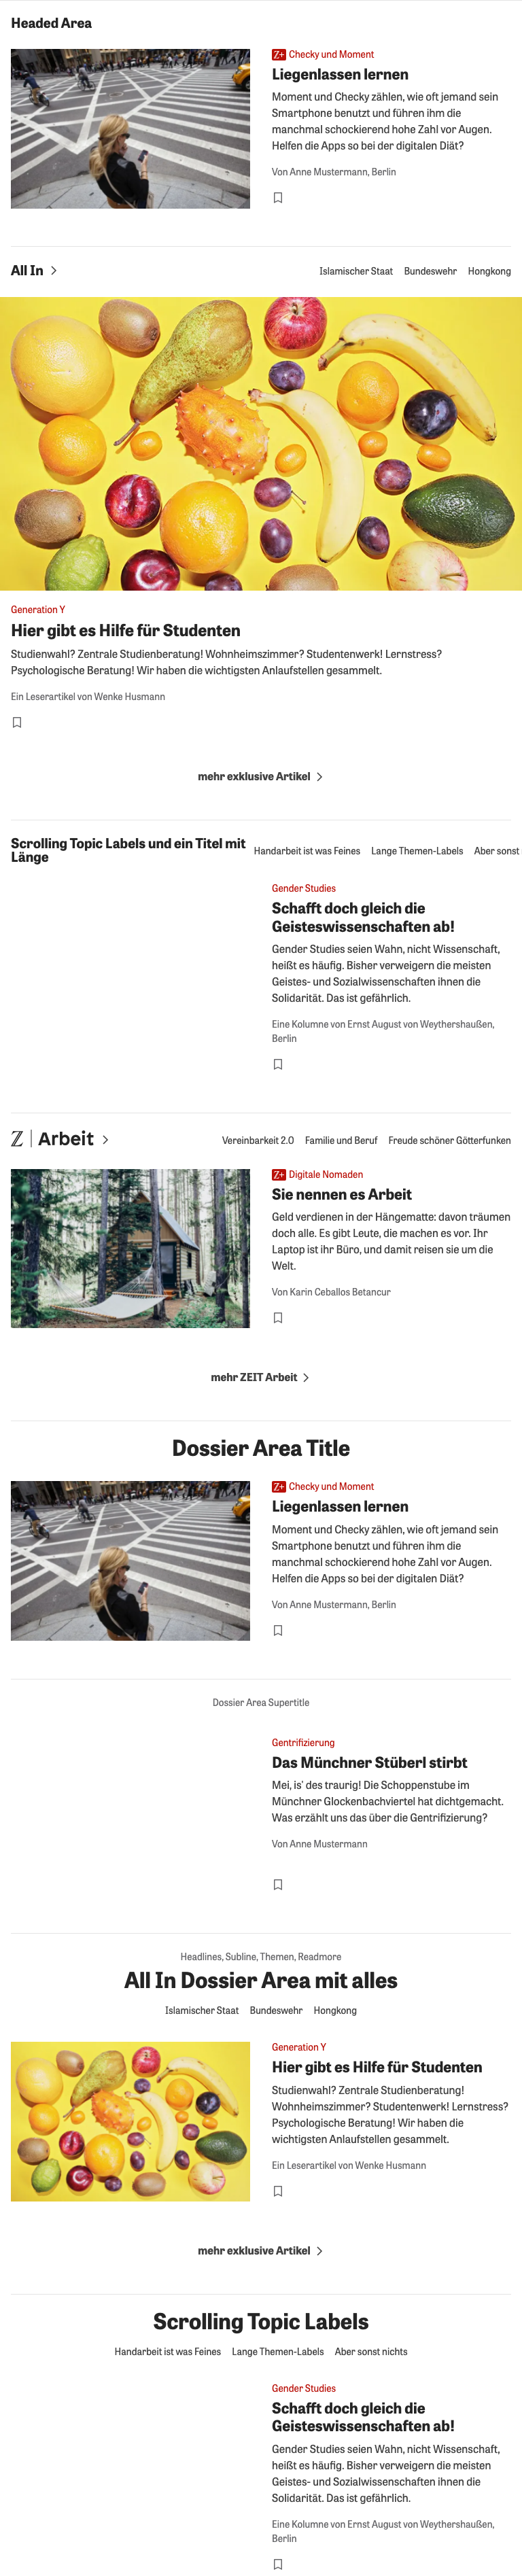 Headed Area
Z+ Checky und Moment
Liegenlassen lernen
Moment und Checky zählen, wie oft jemand sein
Smartphone benutzt und führen ihm die
manchmal schockierend hohe Zahl vor Augen.
Helfen die Apps so bei der digitalen Diät?
Von Anne Mustermann, Berlin
All In
Islamischer Staat Bundeswehr Hongkong
Generation Y
Hier gibt es Hilfe für Studenten
Studienwahl? Zentrale Studienberatung! Wohnheimszimmer? Studentenwerk! Lernstress?
Psychologische Beratung! Wir haben die wichtigsten Anlaufstellen gesammelt.
Ein Leserartikel von Wenke Husmann
mehr exklusive Artikel
Scrolling Topic Labels und ein Titel mit
Länge
Handarbeit ist was Feines Lange Themen-Labels Aber sonst
Gender Studies
Schafft doch gleich die
Geisteswissenschaften ab!
Gender Studies seien Wahn, nicht Wissenschaft,
heißt es häufig. Bisher verweigern die meisten
Geistes- und Sozialwissenschaften ihnen die
Solidarität. Das ist gefährlich.
Eine Kolumne von Ernst August von Weythershaußen,
Berlin
Z | Arbeit
Vereinbarkeit 2.0 Familie und Beruf Freude schöner Götterfunken
Z+ Digitale Nomaden
Sie nennen es Arbeit
Geld verdienen in der Hängematte: davon träumen
doch alle. Es gibt Leute, die machen es vor. Ihr
Laptop ist ihr Büro, und damit reisen sie um die
Welt.
Von Karin Ceballos Betancur
mehr ZEIT Arbeit
Dossier Area Title
Z+ Checky und Moment
Liegenlassen lernen
Moment und Checky zählen, wie oft jemand sein
Smartphone benutzt und führen ihm die
manchmal schockierend hohe Zahl vor Augen.
Helfen die Apps so bei der digitalen Diät?
Von Anne Mustermann, Berlin
Dossier Area Supertitle
Gentrifizierung
Das Münchner Stüberl stirbt
Mei, is' des traurig! Die Schoppenstube im
Münchner Glockenbachviertel hat dichtgemacht.
Was erzählt uns das über die Gentrifizierung?
Von Anne Mustermann
Headlines, Subline, Themen, Readmore
All In Dossier Area mit alles
Islamischer Staat Bundeswehr Hongkong
Generation Y
Hier gibt es Hilfe für Studenten
Studienwahl? Zentrale Studienberatung!
Wohnheimszimmer? Studentenwerk! Lernstress?
Psychologische Beratung! Wir haben die
wichtigsten Anlaufstellen gesammelt.
Ein Leserartikel von Wenke Husmann
mehr exklusive Artikel
Scrolling Topic Labels
Handarbeit ist was Feines Lange Themen-Labels Aber sonst nichts
Gender Studies
Schafft doch gleich die
Geisteswissenschaften ab!
Gender Studies seien Wahn, nicht Wissenschaft,
heißt es häufig. Bisher verweigern die meisten
Geistes- und Sozialwissenschaften ihnen die
Solidarität. Das ist gefährlich.
Eine Kolumne von Ernst August von Weythershaußen,
Berlin